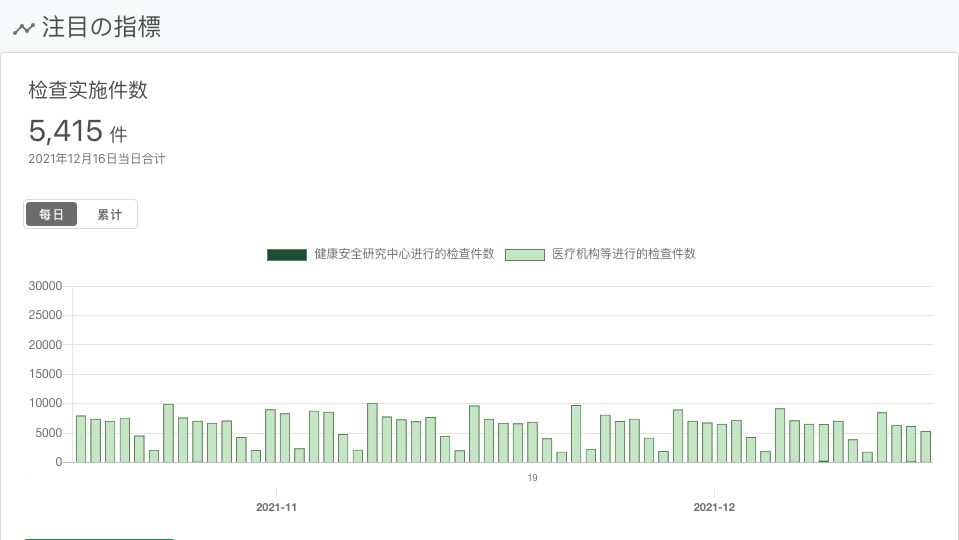 注目の指標
检查实施件数
5,415 件
2021年12月16日当日合计
每日 累计
健康安全研究中心进行的检查件数 医疗机构等进行的检查件数
30000
25000
20000
15000
10000
5000
0
19
2021-11 2021-12